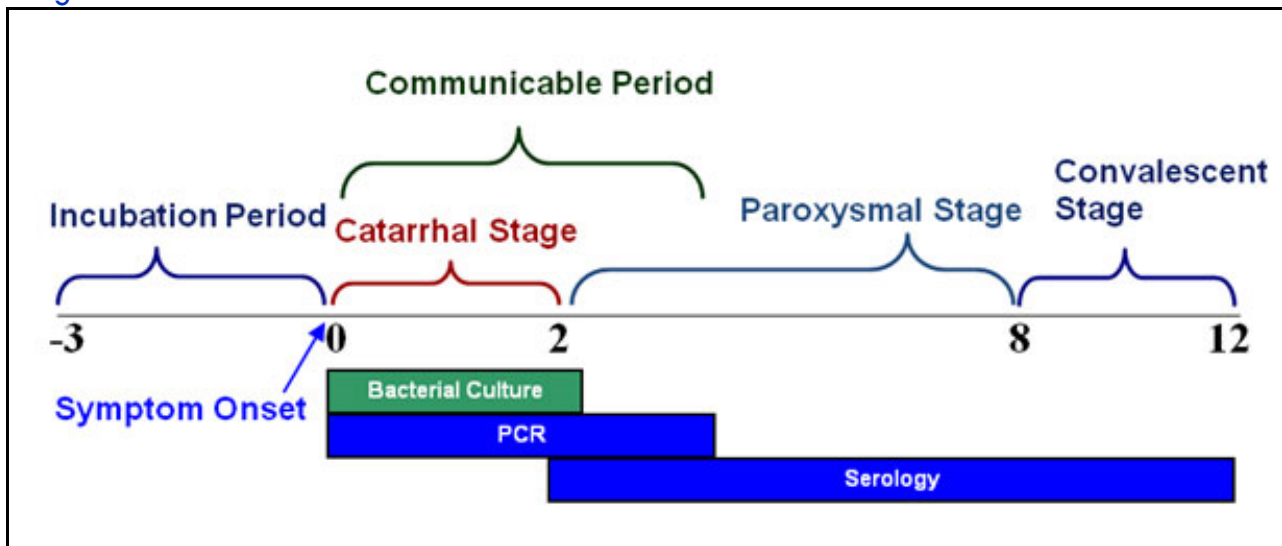 Communicable Period
Convalescent
Stage
Incubation Period
Catarrhal Stage
Paroxysmal Stage
-3
0
2
8
12
Symptom Onset
Bacterial Culture
PCR
Serology